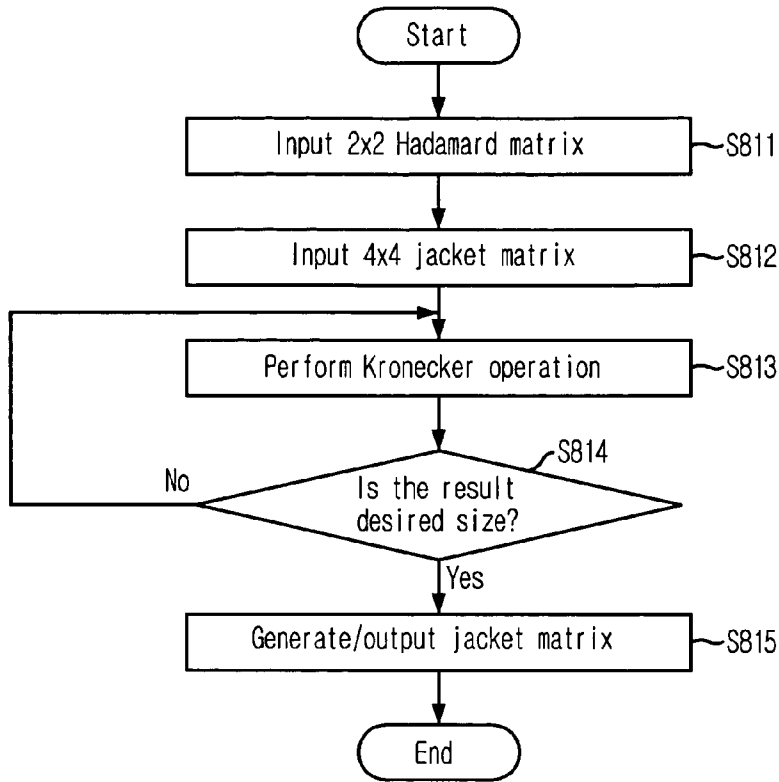 Start
Input 2x2 Hadamard matrix
S811
Input 4x4 jacket matrix
S812
Perform Kronecker operation
S813
S814
No
Is the result
desired size?
Yes
Generate/output jacket matrix
S815
End